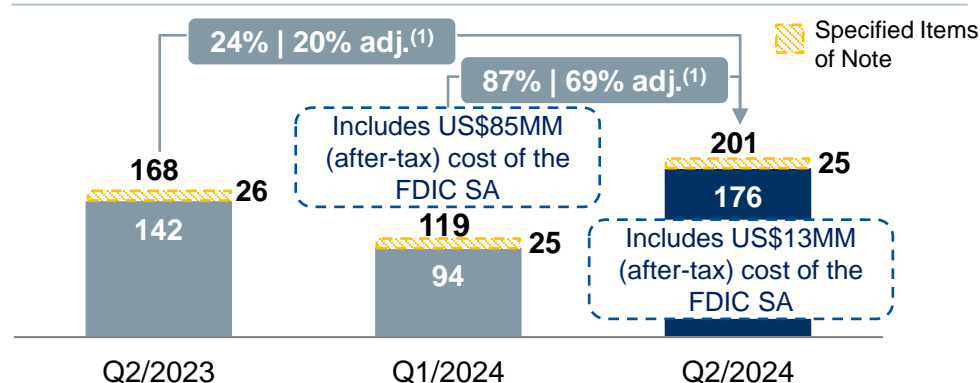 24% | 20% adj.(1)
Specified Items
of Note
87% | 69% adj.(1)
Includes US$85MM
(after-tax) cost of the
FDIC SA
168
26
142
119
25
94
201
25
176
Includes US$13MM
(after-tax) cost of the
FDIC SA
Q2/2023
Q1/2024
Q2/2024